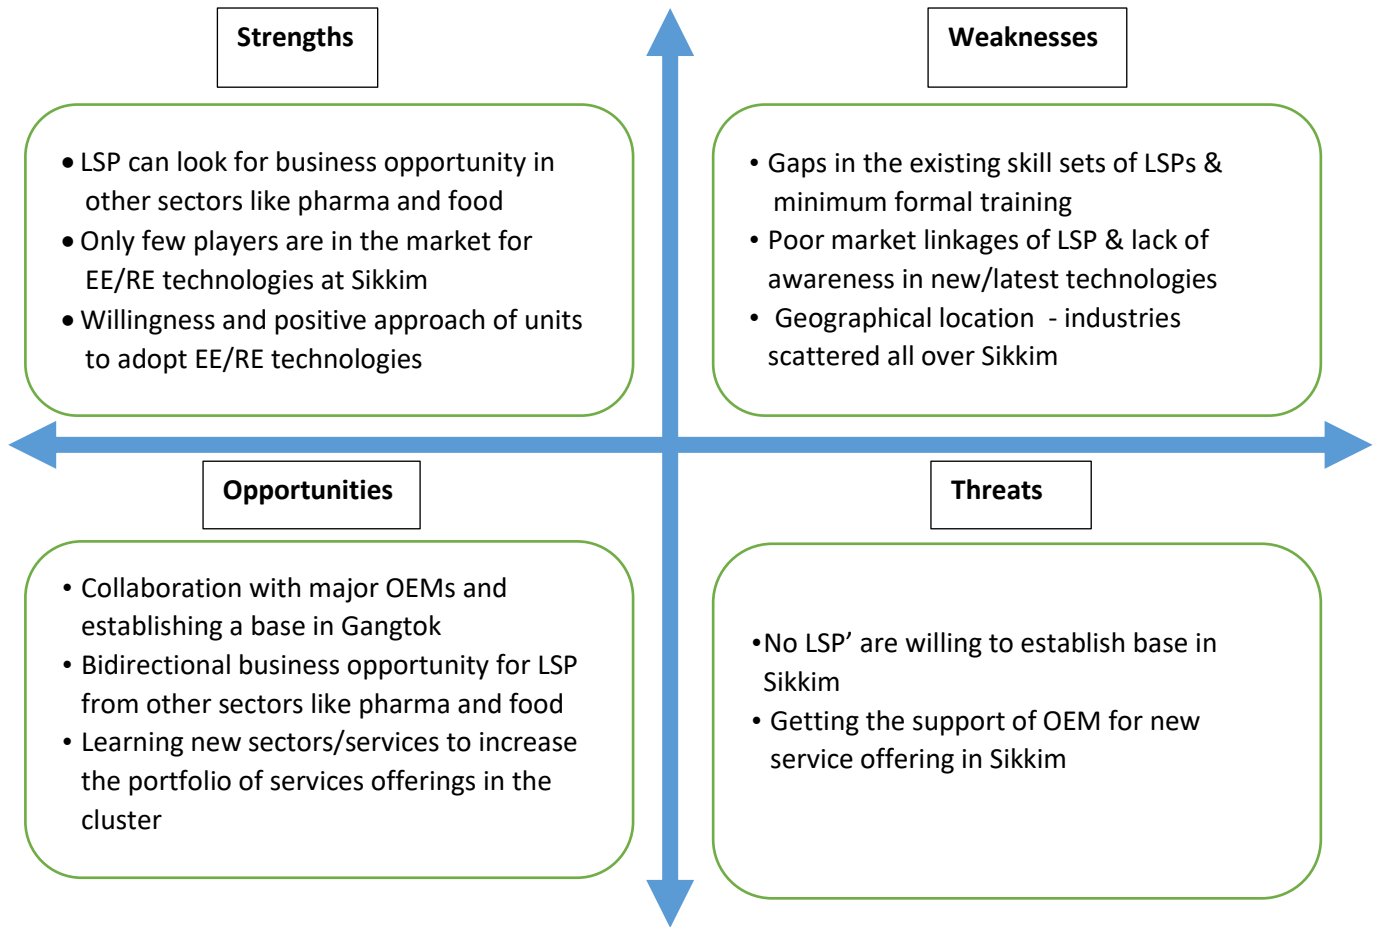 Strengths
• LSP can look for business opportunity in
other sectors like pharma and food
• Only few players are in the market for
EE/RE technologies at Sikkim
• Willingness and positive approach of units
to adopt EE/RE technologies
Weaknesses
• Gaps in the existing skill sets of LSPs &
minimum formal training
• Poor market linkages of LSP & lack of
awareness in new/latest technologies
• Geographical location - industries
scattered all over Sikkim
Opportunities
• Collaboration with major OEMs and
establishing a base in Gangtok
• Bidirectional business opportunity for LSP
from other sectors like pharma and food
• Learning new sectors/services to increase
the portfolio of services offerings in the
cluster
Threats
•No LSP’ are willing to establish base in
Sikkim
• Getting the support of OEM for new
service offering in Sikkim